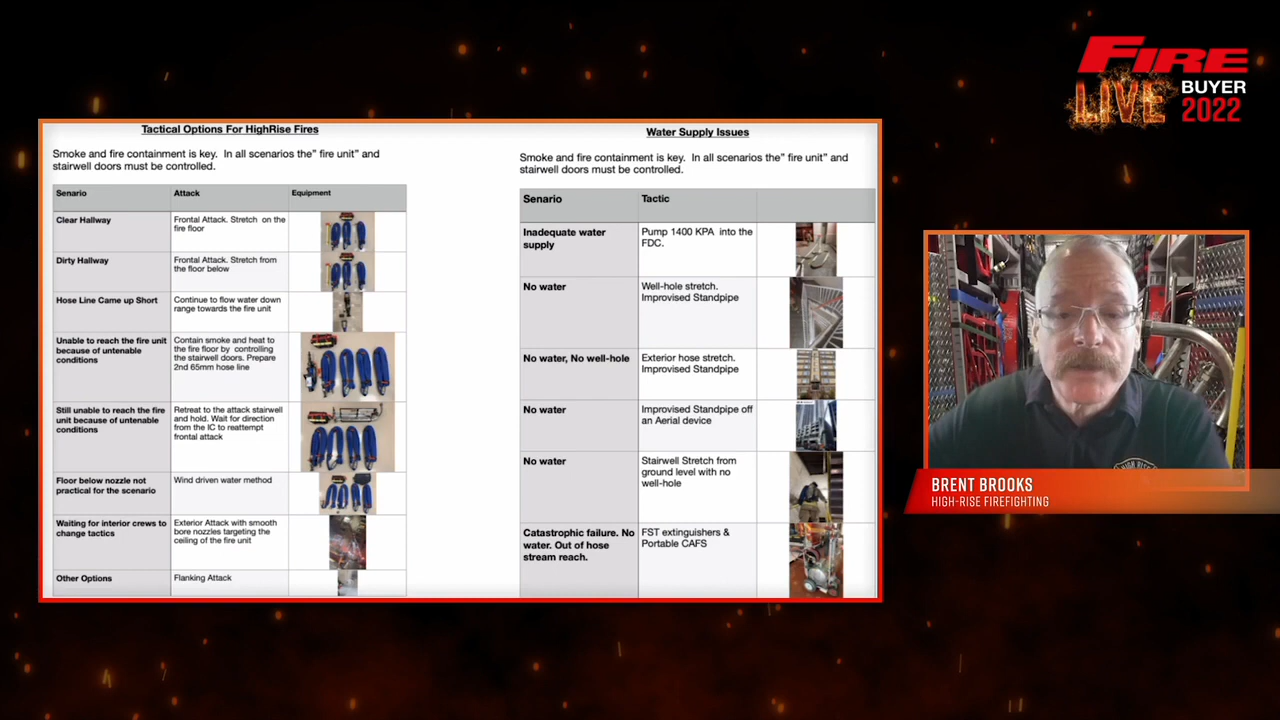 FIRE
LIVE
BUYER
2022
Tactical Options For HighRise Fires
Smoke and fire containment is key. In all scenarios the" fire unit" and
stairwell doors must be controlled.
Senario Attack Equipment
Clear Hallway
Frontal Attack. Stretch on the
fire floor
Dirty Hallway
Frontal Attack. Stretch from
the floor below
Hose Line Came up Short
Continue to flow water down
range towards the fire unit
Unable to reach the fire unit
because of untenable
conditions
Contain smoke and heat to
the fire floor by controlling
the stairwell doors. Prepare
2nd 65mm hose line
Still unable to reach the fire
unit because of untenable
conditions
Retreat to the attack stairwell
and hold. Wait for direction
from the IC to reattempt
frontal attack
Floor below nozzle not
practical for the scenario
Wind driven water method
Waiting for interior crews to
change tactics
Exterior Attack with smooth
bore nozzles targeting the
ceiling of the fire unit
Other Options
Flanking Attack
Water Supply Issues
Smoke and fire containment is key. In all scenarios the" fire unit" and
stairwell doors must be controlled.
Senario Tactic
Inadequate water
supply
Pump 1400 KPA into the
FDC.
No water
Well-hole stretch.
Improvised Standpipe
No water, No well-hole
Exterior hose stretch.
Improvised Standpipe
No water
Improvised Standpipe off
an Aerial device
No water
Stairwell Stretch from
ground level with no
well-hole
Catastrophic failure. No
water. Out of hose
stream reach.
FST extinguishers &
Portable CAFS
HIGH RISE
BRENT BROOKS
HIGH-RISE FIREFIGHTING